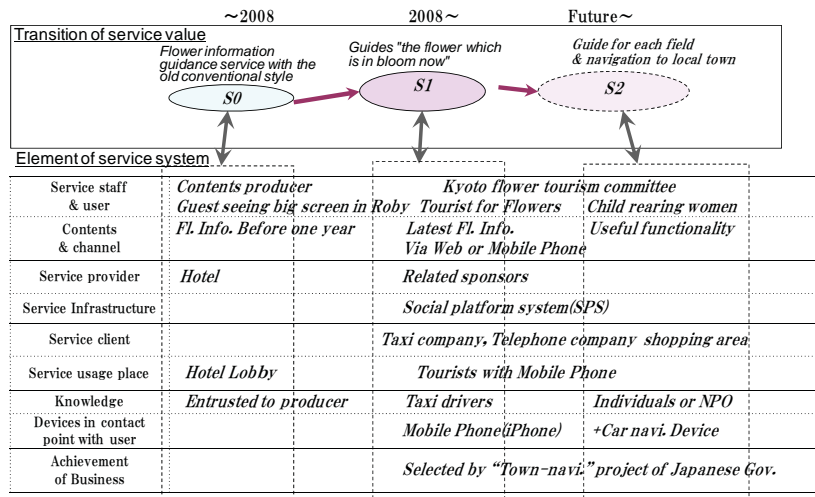 ~2008 2008~ Future~
Transition of service value
Flower information
guidance service with the
old conventional style
Guides "the flower which
is in bloom now"
Guide for each field
& navigation to local town
S0 S1 S2
Element of service system
Service staff
& user
Contents producer Kyoto flower tourism committee
Guest seeing big screen in Roby Tourist for Flowers Child rearing women
Contents
& channel
Fl. Info. Before one year Latest Fl. Info. Useful functionality
Via Web or Mobile Phone
Service provider Hotel Related sponsors
Service Infrastructure Social platform system(SPS)
Service client Taxi company, Telephone company shopping area
Service usage place Hotel Lobby Tourists with Mobile Phone
Knowledge Entrusted to producer Taxi drivers Individuals or NPO
Devices in contact
point with user
Mobile Phone(iPhone) +Car navi. Device
Achievement
of Business
Selected by “Town-navi.” project of Japanese Gov.